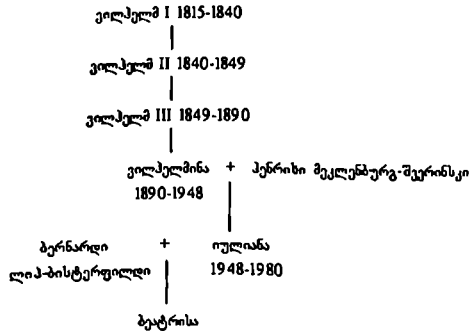 ვილჰელმ I 1815-1840
ვილჰელმ II 1840-1849
ვილჰელმ III 1849-1890
ვილჰელმინა + ჰენრისი მეკლენბურგ-შვერინსკი
1890-1948
ბერნარდი + იულიანა
ლიპ-ბისტერფილდი 1948-1980
ბეატრისა